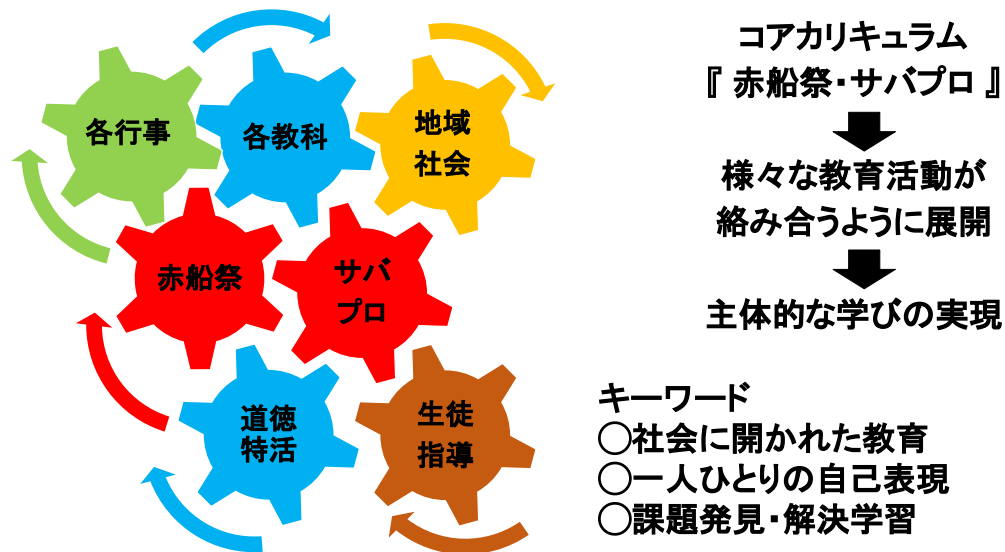 各行事
各教科
地域
社会
赤船祭
サバ
プロ
道徳
特活
生徒
指導
コアカリキュラム
『 赤船祭・サバプロ 』
様々な教育活動が
絡み合うように展開
主体的な学びの実現
キーワード
○社会に開かれた教育
○一人ひとりの自己表現
○課題発見・解決学習